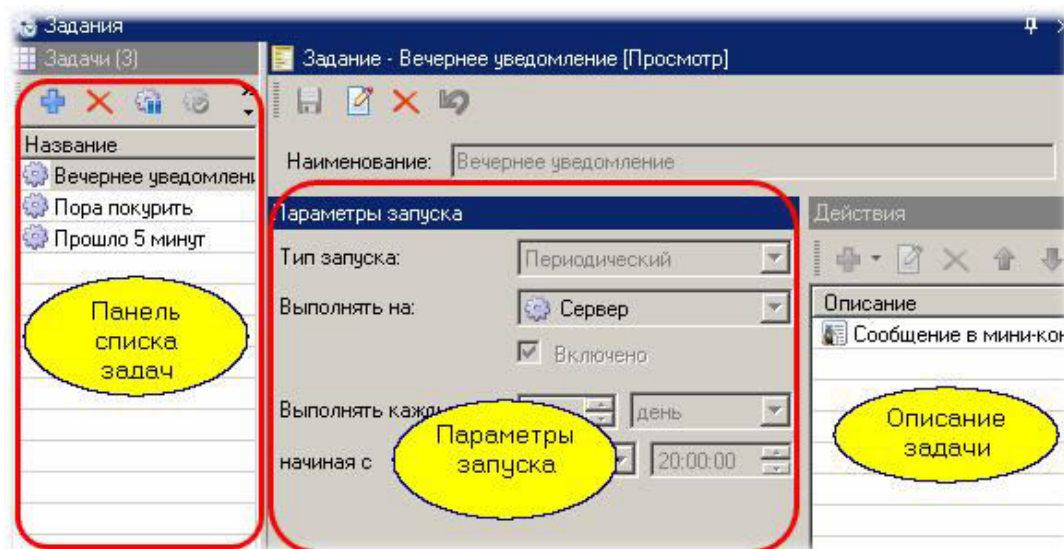 Задания
Задачи (3)
Задание - Вечернее уведомление [Просмотр]
Наименование: Вечернее уведомление
Название
Вечернее уведомлени
Пора покурить
Прошло 5 минут
Панель
списка
задач
Параметры запуска
Тип запуска: Периодический
Выполнять на: Сервер
Включено
Выполнять кажд день
начиная с 20:00:00
Параметры
запуска
Действия
Описание
Сообщение в мини-кон
Описание
задачи